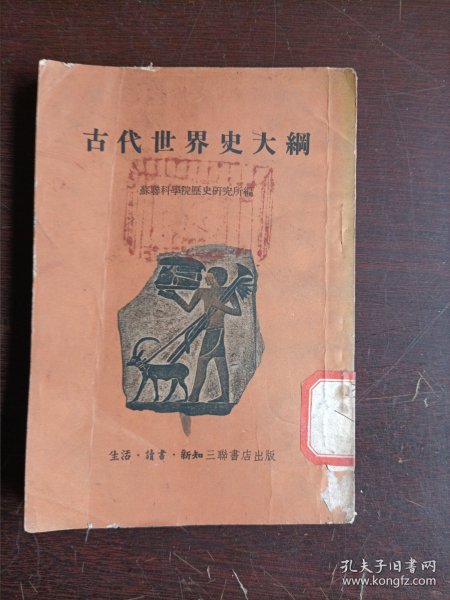 古代世界史大綱
蘇聯科學院歷史研究所編
生活・讀書・新知三聯書店出版
孔夫子旧书网
www.kongfz.com